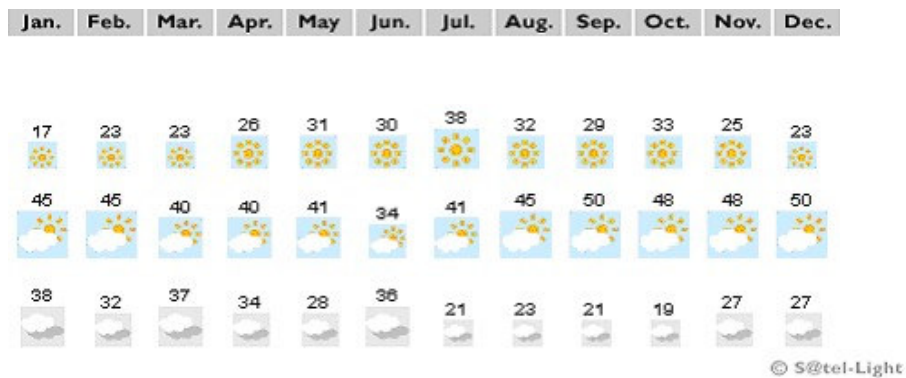 Jan. Feb. Mar. Apr. May Jun. Jul. Aug. Sep. Oct. Nov. Dec.
17 23 23 26 31 30 38 32 29 33 25 23
45 45 40 40 41 34 41 45 50 48 48 50
38 32 37 34 28 36 21 23 21 19 27 27
© S@tel-Light